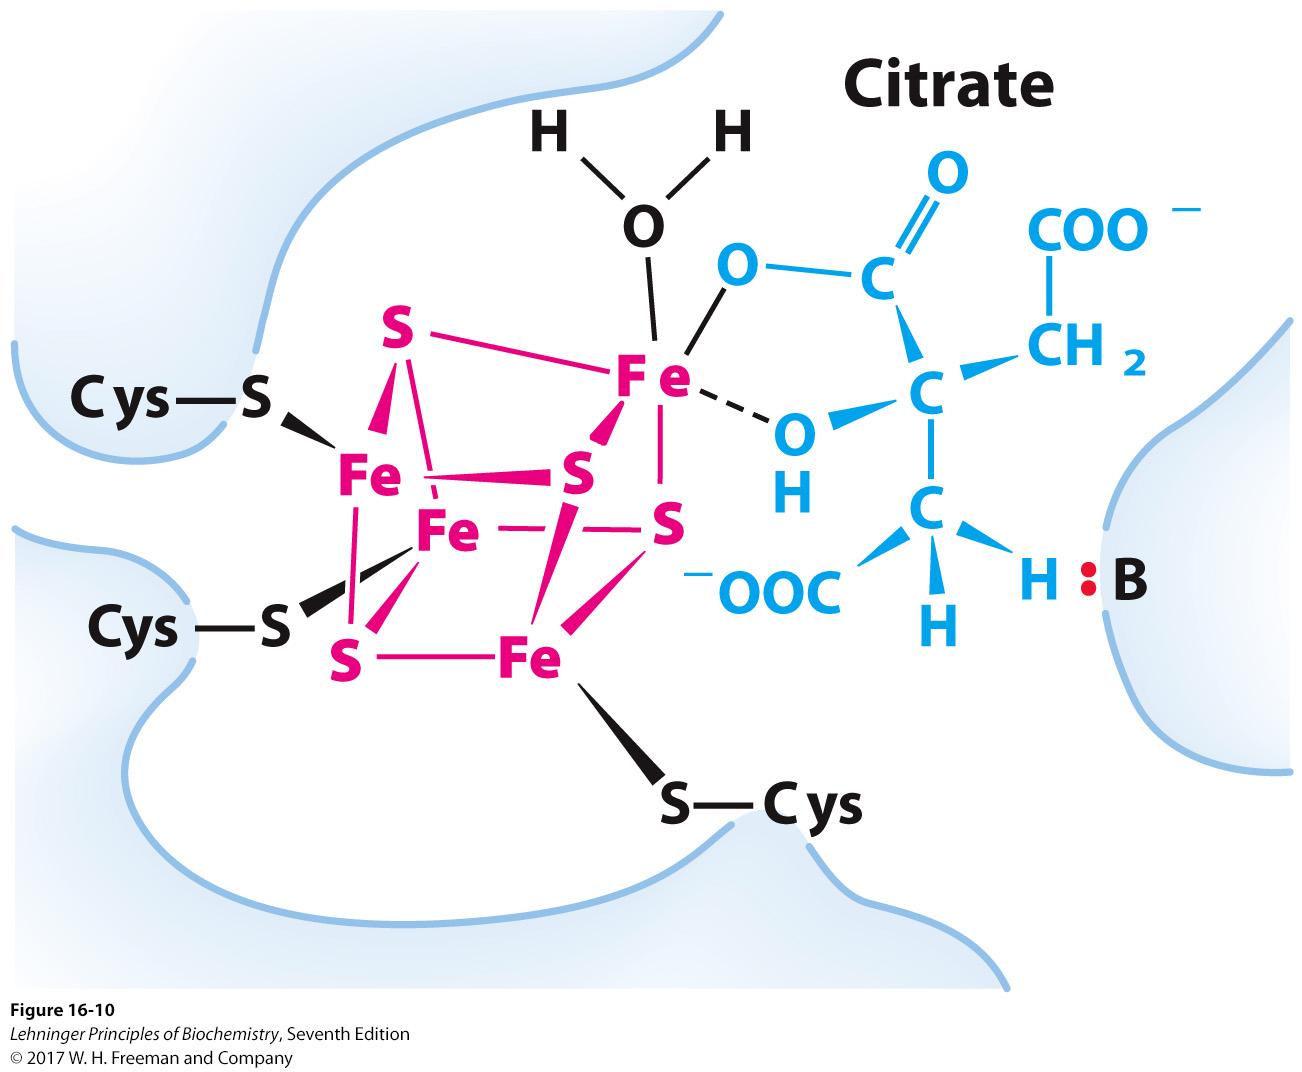 Citrate
H H
O
O
O C
COO −
S
Fe
CH 2
Cys S
C
O
H
Fe S
Fe S
C
−OOC
H B
H
Cys S
S Fe
S Cys
Figure 16-10
Lehninger Principles of Biochemistry, Seventh Edition
© 2017 W. H. Freeman and Company